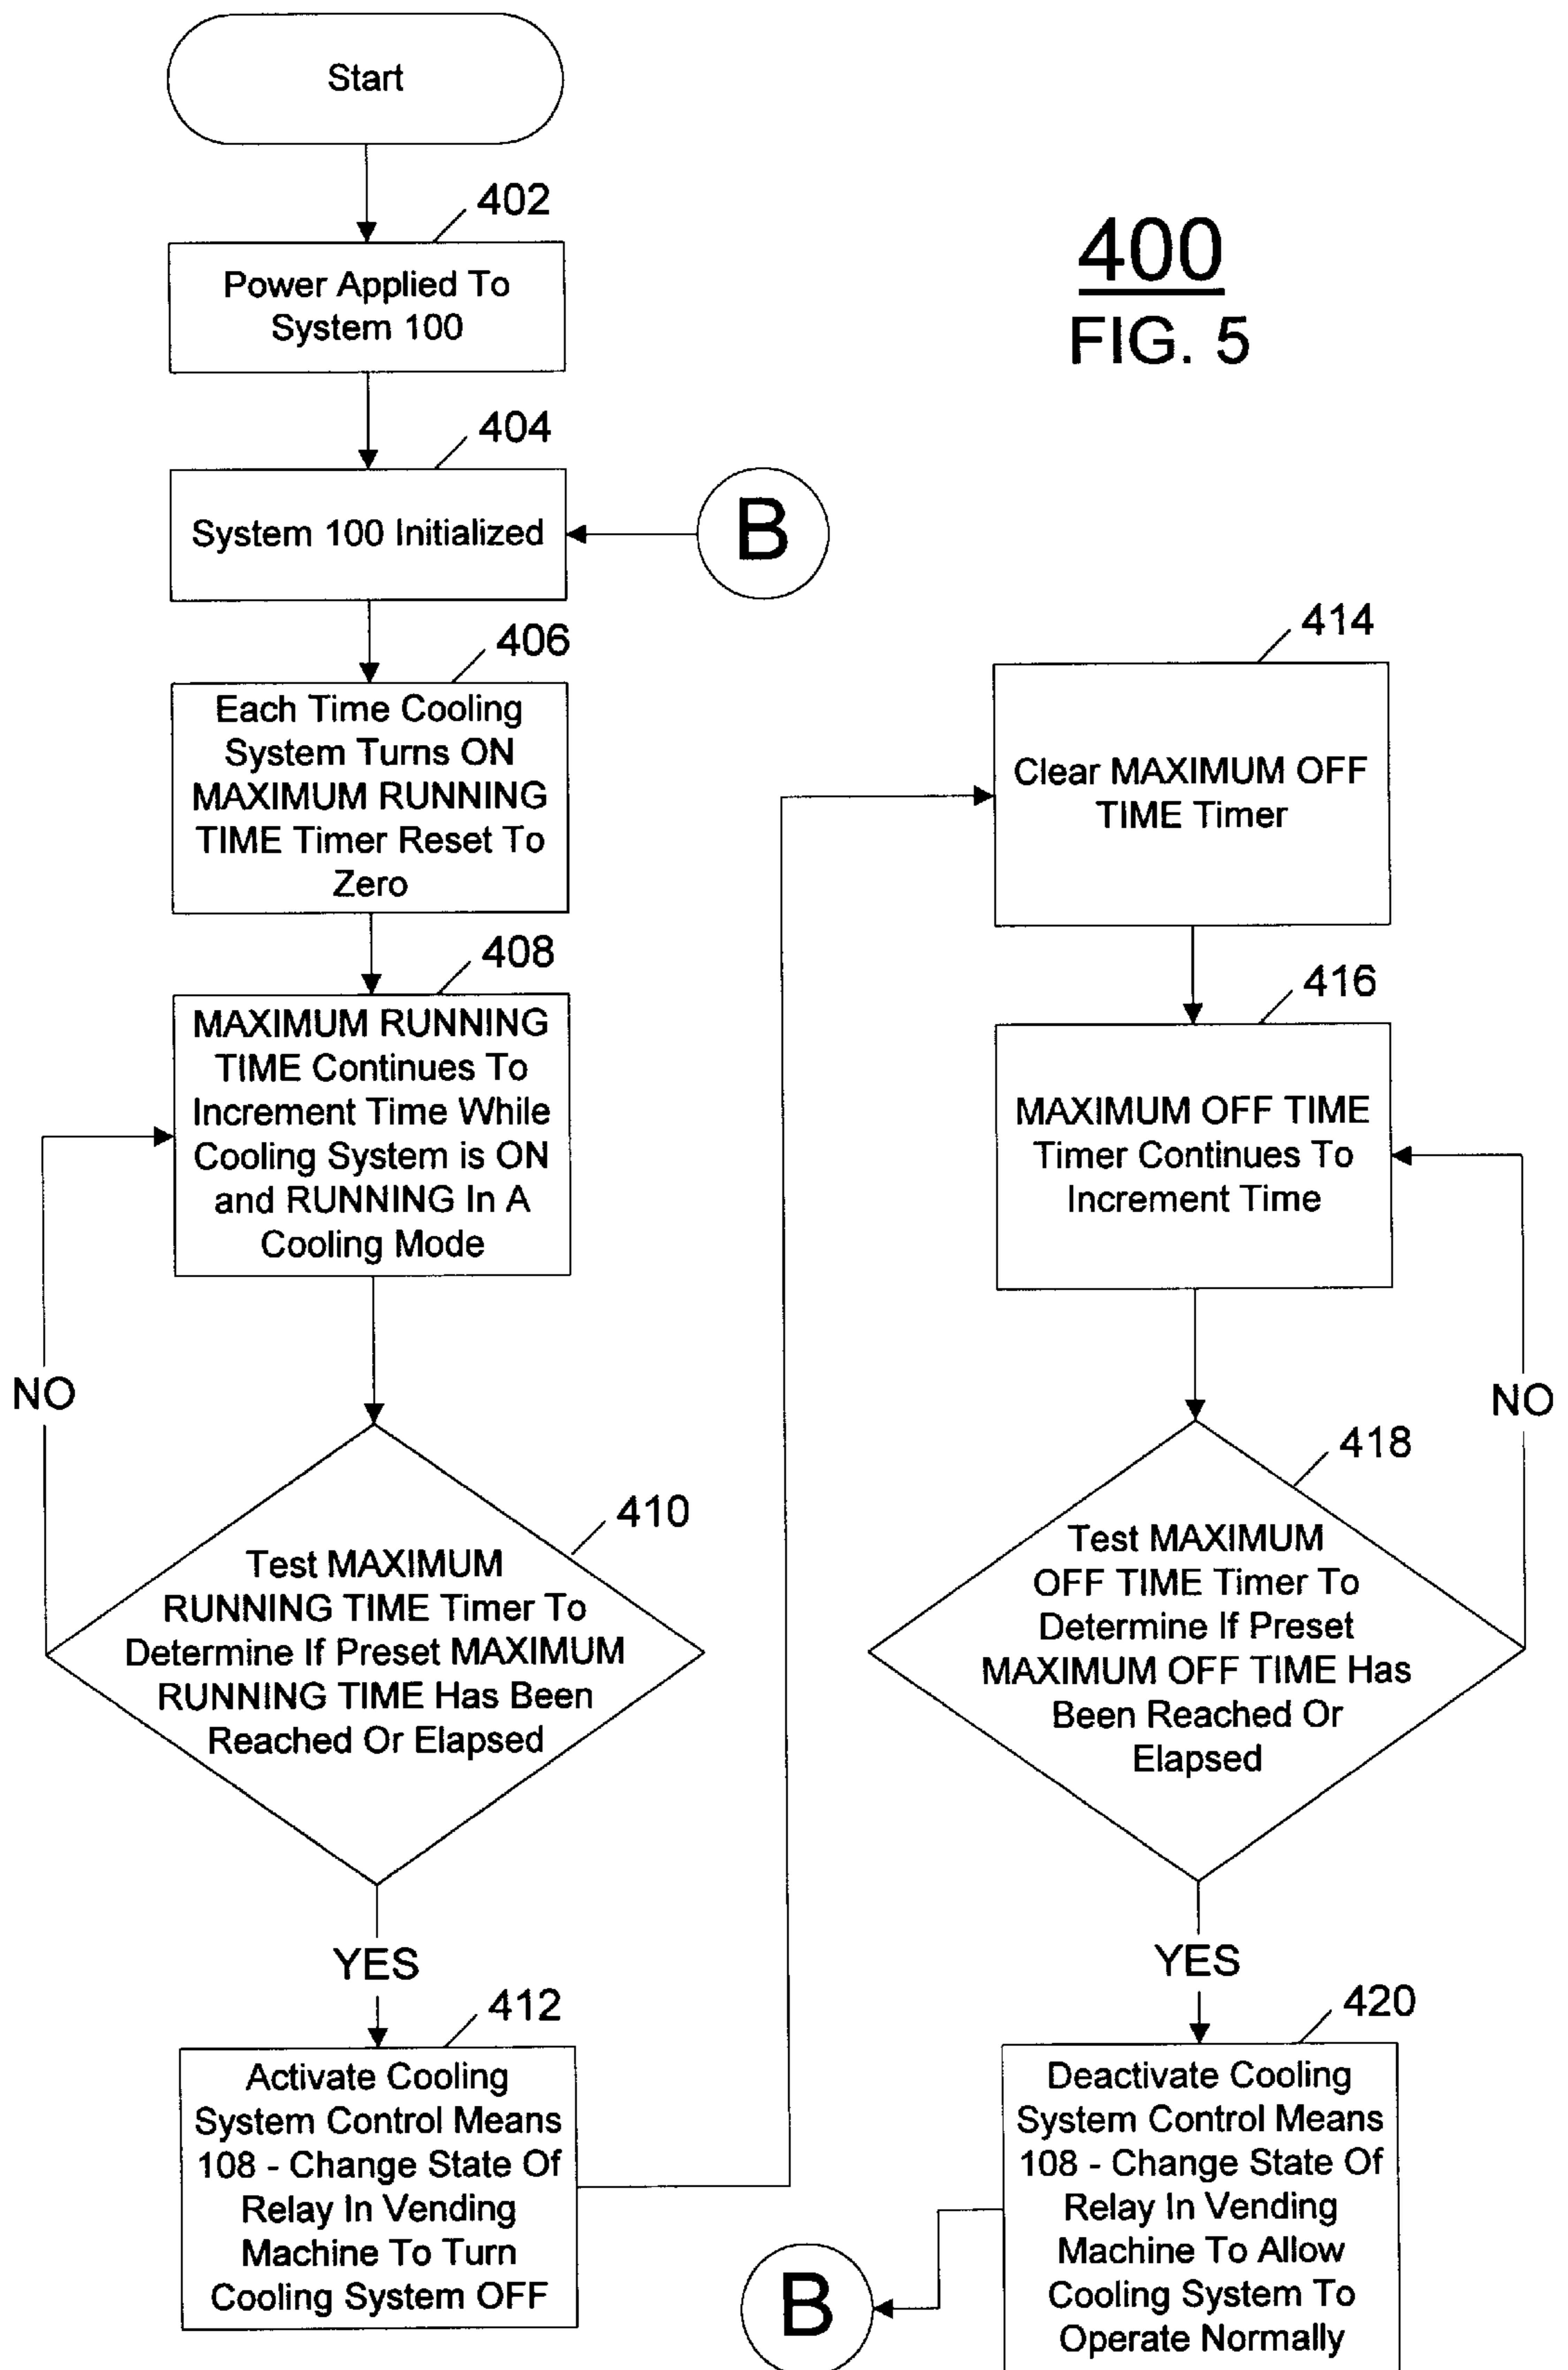 Start
402
Power Applied To
System 100
400
FIG. 5
404
System 100 Initialized
B
406
Each Time Cooling
System Turns ON
MAXIMUM RUNNING
TIME Timer Reset To
Zero
408
MAXIMUM RUNNING
TIME Continues To
Increment Time While
Cooling System is ON
and RUNNING In A
Cooling Mode
NO
410
Test MAXIMUM
RUNNING TIME Timer To
Determine If Preset MAXIMUM
RUNNING TIME Has Been
Reached Or Elapsed
YES
412
Activate Cooling
System Control Means
108 - Change State Of
Relay In Vending
Machine To Turn
Cooling System OFF
414
Clear MAXIMUM OFF
TIME Timer
416
MAXIMUM OFF TIME
Timer Continues To
Increment Time
NO
418
Test MAXIMUM
OFF TIME Timer To
Determine If Preset
MAXIMUM OFF TIME Has
Been Reached Or
Elapsed
YES
420
Deactivate Cooling
System Control Means
108 - Change State Of
Relay In Vending
Machine To Allow
Cooling System To
Operate Normally
B